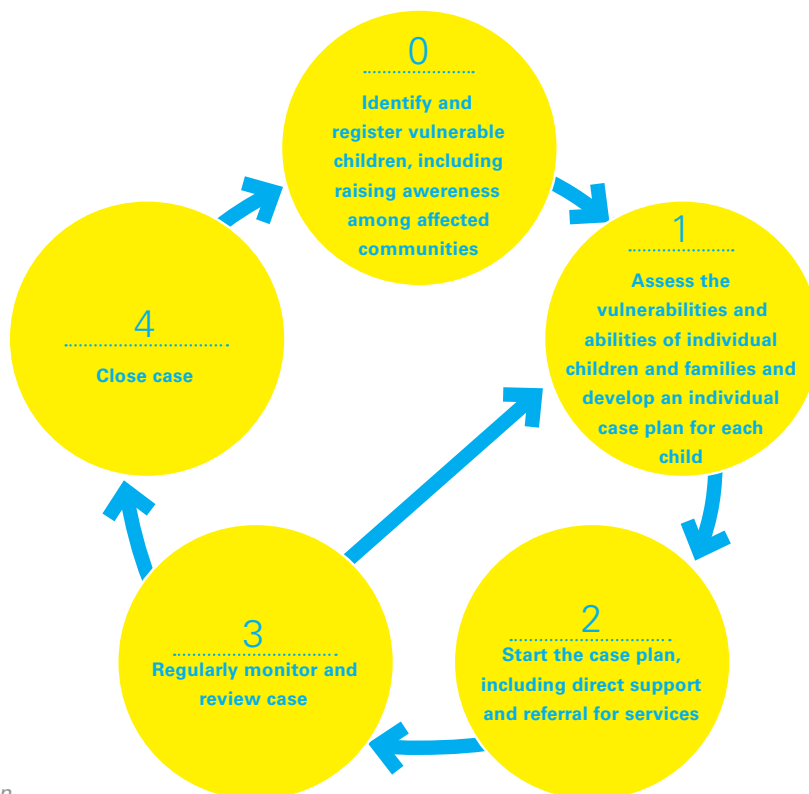 0
Identify and
register vulnerable
children, including
raising awereness
among affected
communities
1
Assess the
vulnerabilities and
abilities of individual
children and families and
develop an individual
case plan for each
child
2
Start the case plan,
including direct support
and referral for services
3
Regularly monitor and
review case
4
Close case